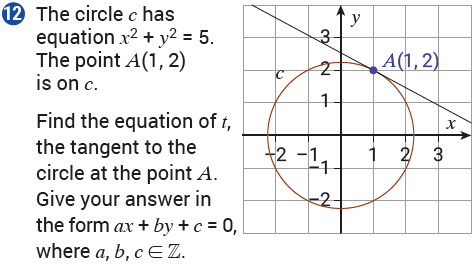 12 The circle c has
equation x² + y² = 5.
The point A(1, 2)
is on c.
Find the equation of t,
the tangent to the
circle at the point A.
Give your answer in
the form ax + by + c = 0,
where a, b, c ∈ ℤ.
y
3
2
A(1, 2)
c
1
x
−2 −1 1 2 3
−1
−2